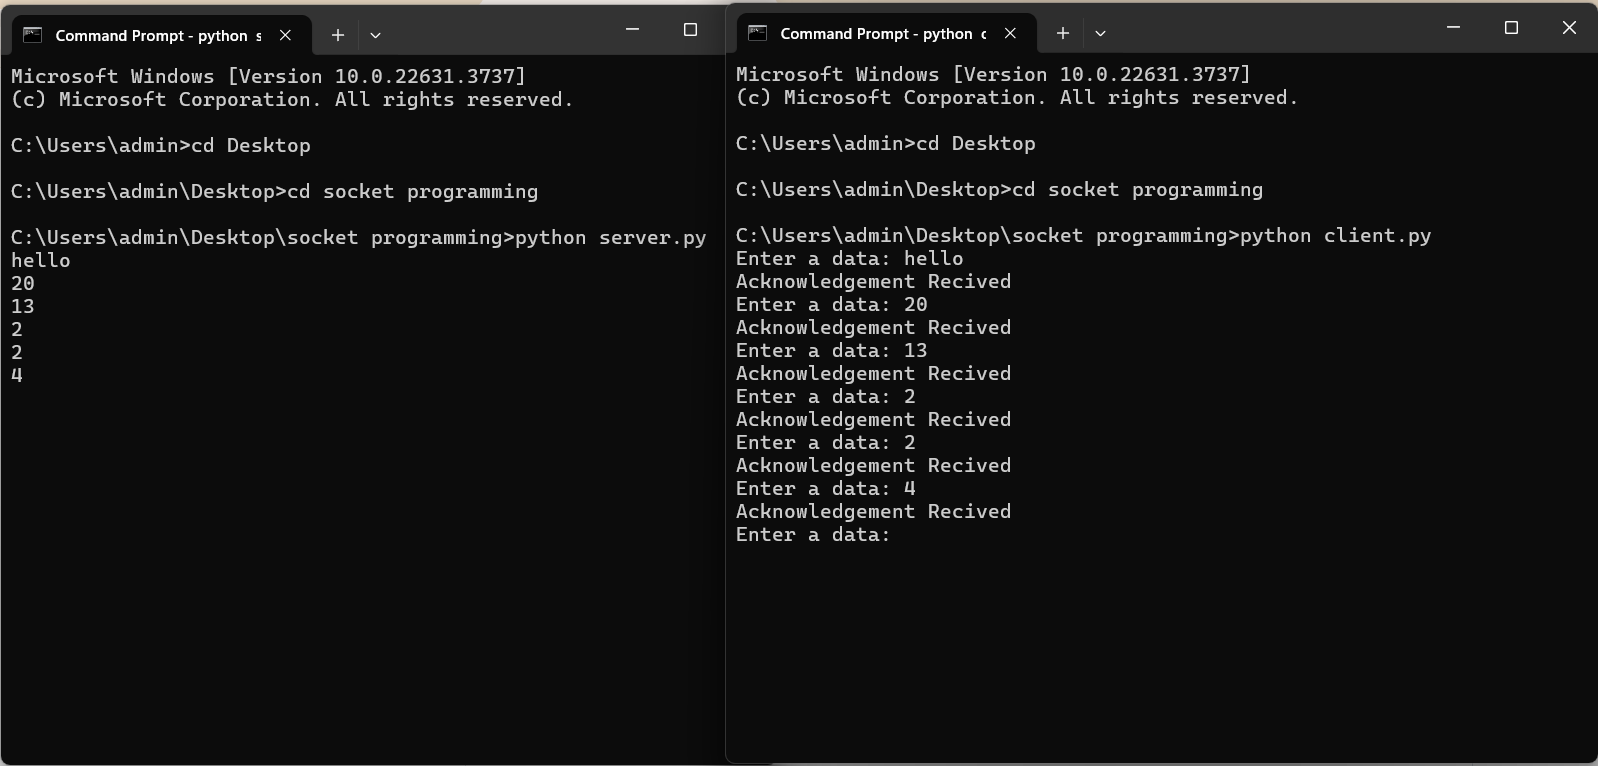 Command Prompt - python s
Microsoft Windows [Version 10.0.22631.3737]
(c) Microsoft Corporation. All rights reserved.
C:\Users\admin>cd Desktop
C:\Users\admin\Desktop>cd socket programming
C:\Users\admin\Desktop\socket programming>python server.py
hello
20
13
2
2
4
Command Prompt - python c
Microsoft Windows [Version 10.0.22631.3737]
(c) Microsoft Corporation. All rights reserved.
C:\Users\admin>cd Desktop
C:\Users\admin\Desktop>cd socket programming
C:\Users\admin\Desktop\socket programming>python client.py
Enter a data: hello
Acknowledgement Recived
Enter a data: 20
Acknowledgement Recived
Enter a data: 13
Acknowledgement Recived
Enter a data: 2
Acknowledgement Recived
Enter a data: 2
Acknowledgement Recived
Enter a data: 4
Acknowledgement Recived
Enter a data: